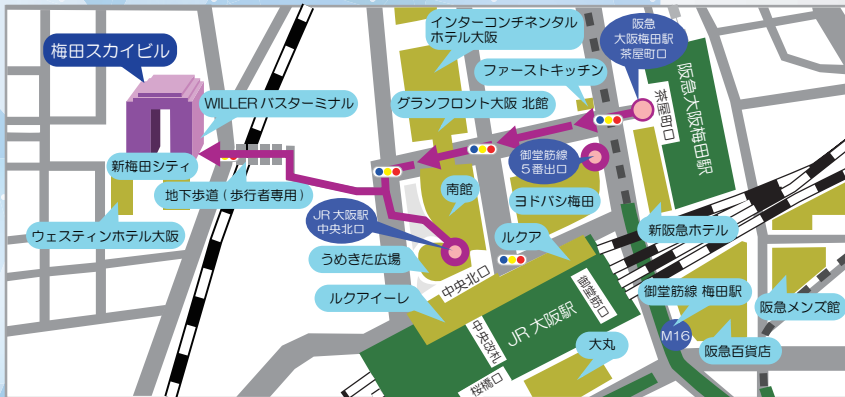 梅田スカイビル
WILLER バスターミナル
新梅田シティ
地下歩道 ( 歩行者専用 )
ウェスティンホテル大阪
インターコンチネンタル
ホテル大阪
ファーストキッチン
グランフロント大阪 北館
阪急
大阪梅田駅
茶屋町口
茶屋町口
阪急大阪梅田駅
御堂筋線
5番出口
南館
ヨドバシ梅田
JR 大阪駅
中央北口
うめきた広場
ルクア
新阪急ホテル
中央北口
ルクアイーレ
御堂筋口
JR 大阪駅
中央改札
桜橋口
大丸
御堂筋線 梅田駅
M16
阪急百貨店
阪急メンズ館